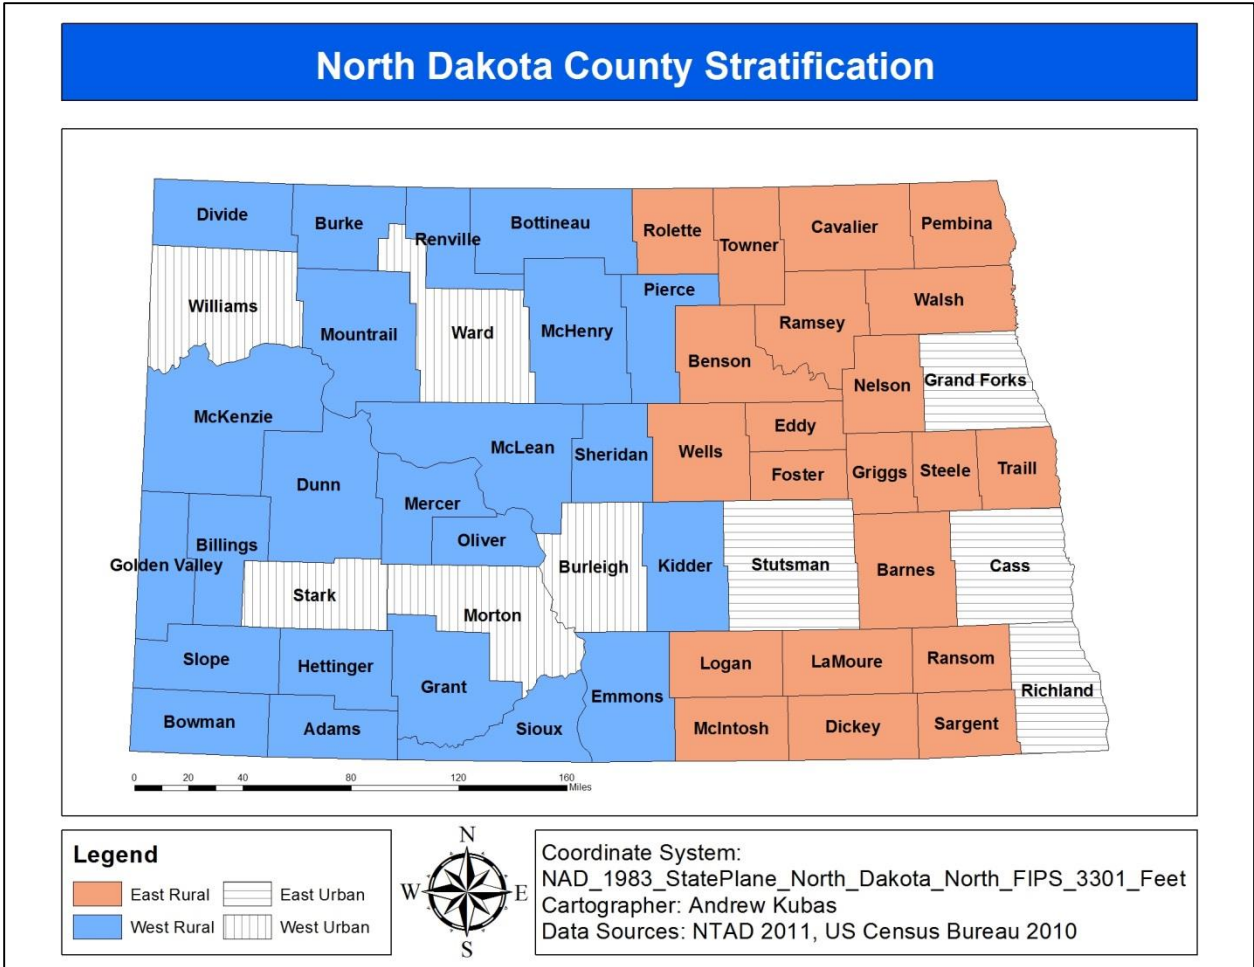 North Dakota County Stratification
Divide
Burke
Renville
Bottineau
Rolette
Towner
Cavalier
Pembina
Williams
Mountrail
Ward
McHenry
Pierce
Benson
Ramsey
Walsh
Nelson
Grand Forks
McKenzie
McLean
Sheridan
Wells
Eddy
Foster
Griggs
Steele
Traill
Dunn
Mercer
Oliver
Golden Valley
Billings
Stark
Morton
Burleigh
Kidder
Stutsman
Barnes
Cass
Slope
Hettinger
Grant
Emmons
Logan
LaMoure
Ransom
Richland
Bowman
Adams
Sioux
McIntosh
Dickey
Sargent
0 20 40 80 120 160
Miles
Legend
East Rural
East Urban
West Rural
West Urban
N
W E
S
Coordinate System:
NAD_1983_StatePlane_North_Dakota_North_FIPS_3301_Feet
Cartographer: Andrew Kubas
Data Sources: NTAD 2011, US Census Bureau 2010